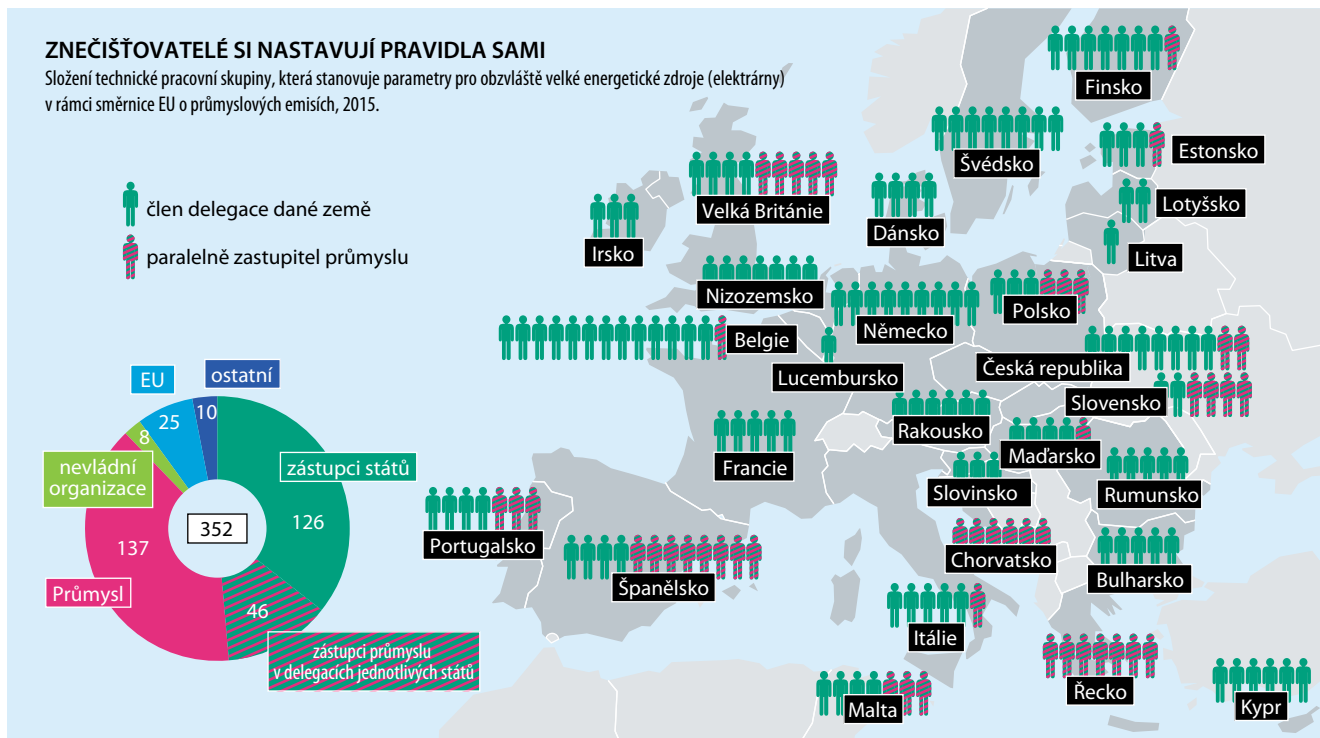 ZNEČIŠŤOVATELÉ SI NASTAVUJÍ PRAVIDLA SAMI
Složení technické pracovní skupiny, která stanovuje parametry pro obzvláště velké energetické zdroje (elektrárny)
v rámci směrnice EU o průmyslových emisích, 2015.
člen delegace dané země
paralelně zastupitel průmyslu
Finsko
Švédsko
Estonsko
Velká Británie
Lotyšsko
Dánsko
Irsko
Litva
Nizozemsko
Polsko
Německo
Belgie
Česká republika
Lucembursko
Slovensko
Rakousko
Maďarsko
Francie
Slovinsko
Rumunsko
Portugalsko
Chorvatsko
Bulharsko
Španělsko
Itálie
Řecko
Malta
Kypr
EU
ostatní
10
25
8
nevládní
organizace
zástupci států
126
352
137
Průmysl
46
zástupci průmyslu
v delegacích jednotlivých států